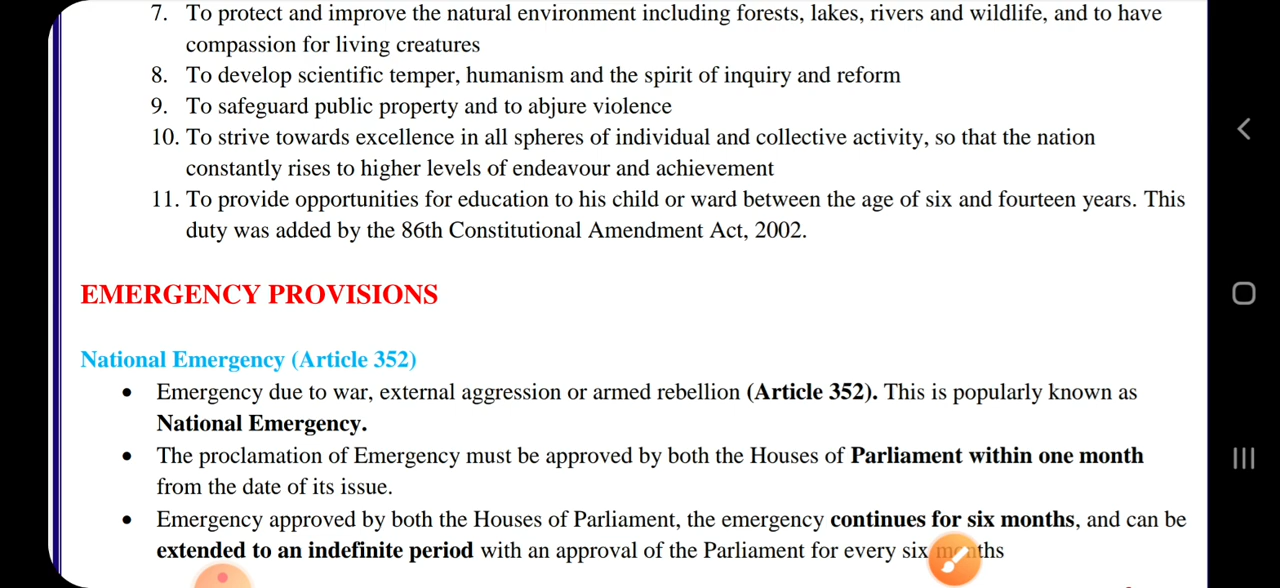 7. To protect and improve the natural environment including forests, lakes, rivers and wildlife, and to have
compassion for living creatures
8. To develop scientific temper, humanism and the spirit of inquiry and reform
9. To safeguard public property and to abjure violence
10. To strive towards excellence in all spheres of individual and collective activity, so that the nation
constantly rises to higher levels of endeavour and achievement
11. To provide opportunities for education to his child or ward between the age of six and fourteen years. This
duty was added by the 86th Constitutional Amendment Act, 2002.
EMERGENCY PROVISIONS
National Emergency (Article 352)
• Emergency due to war, external aggression or armed rebellion (Article 352). This is popularly known as
National Emergency.
• The proclamation of Emergency must be approved by both the Houses of Parliament within one month
from the date of its issue.
• Emergency approved by both the Houses of Parliament, the emergency continues for six months, and can be
extended to an indefinite period with an approval of the Parliament for every six months